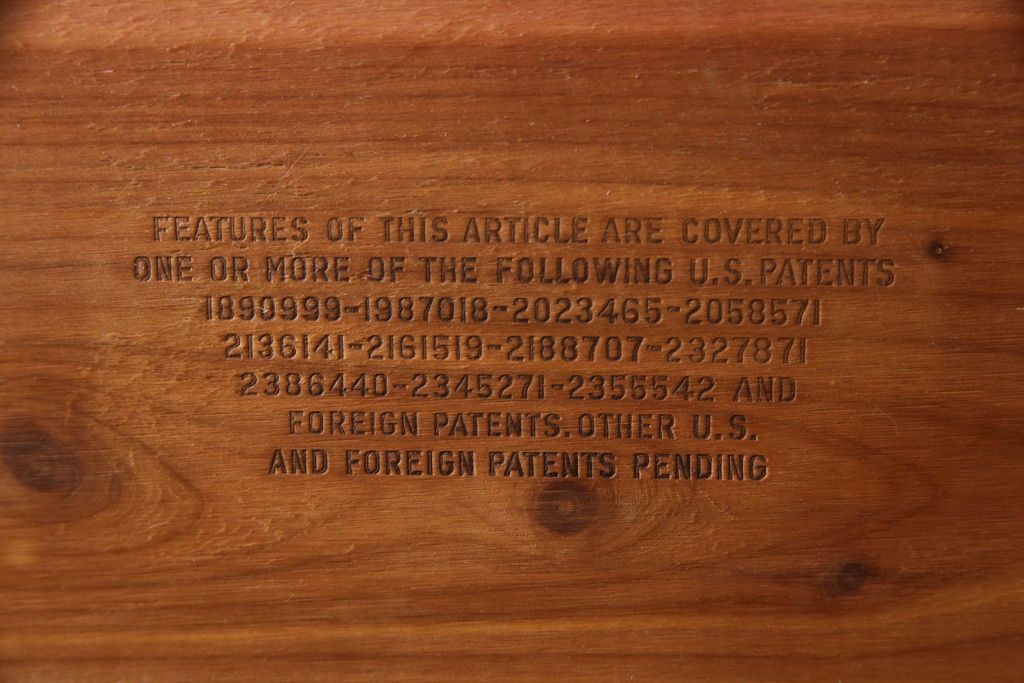 FEATURES OF THIS ARTICLE ARE COVERED BY
ONE OR MORE OF THE FOLLOWING U.S. PATENTS
1890999-1987018-2023465-2058571
2136141-2161519-2188707-2327871
2386440-2345271-2355542 AND
FOREIGN PATENTS. OTHER U.S.
AND FOREIGN PATENTS PENDING